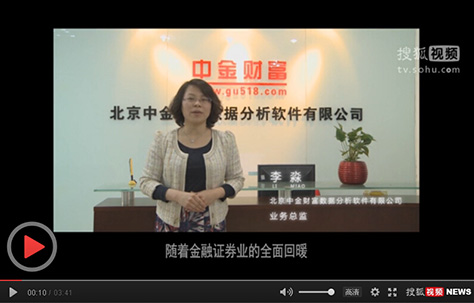 搜狐视频
tv.sohu.com
中金财富
www.gu518.com
北京中金 数据分析软件有限公司
李淼
LI MIAO
北京中金财富数据分析软件有限公司
业务总监
随着金融证券业的全面回暖
00:10 / 03:41
高清
搜狐视频 NEWS